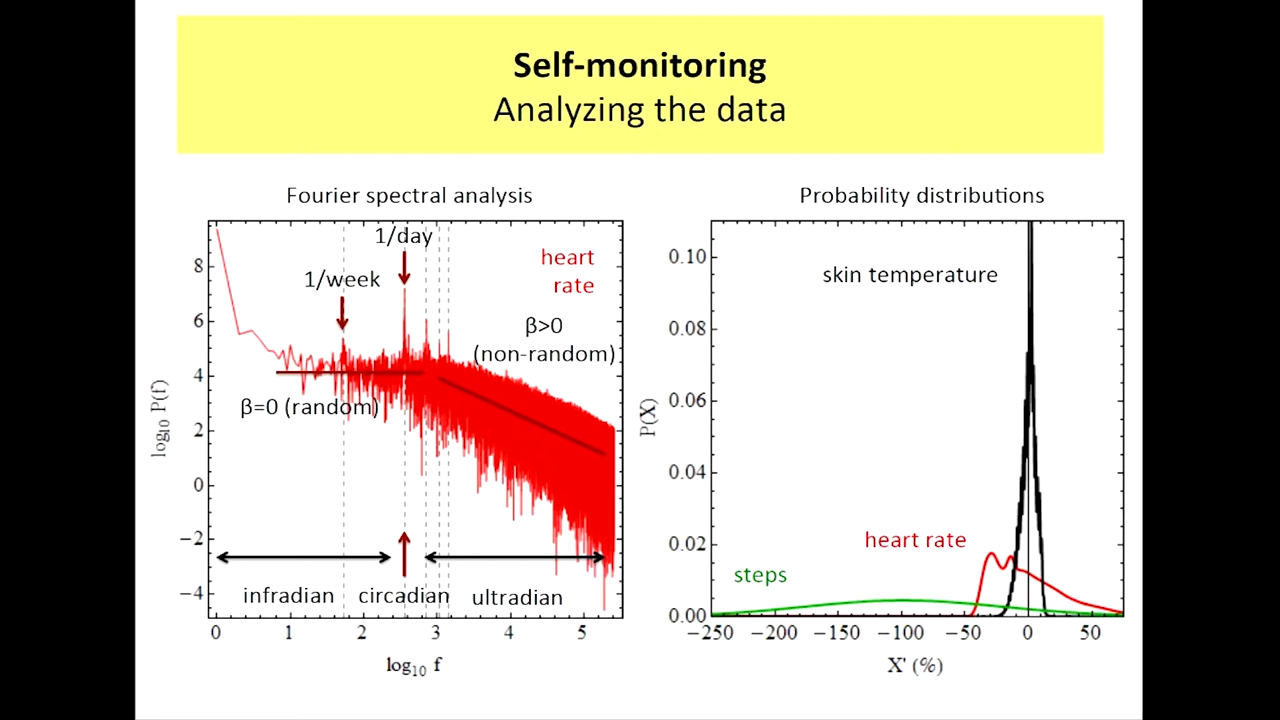 Self-monitoring
Analyzing the data
Fourier spectral analysis
1/day
1/week
heart
rate
β>0
(non-random)
β=0 (random)
infradian
circadian
ultradian
8
6
4
2
0
−2
−4
log₁₀ P(f)
0 1 2 3 4 5
log₁₀ f
Probability distributions
skin temperature
heart rate
steps
0.10
0.08
0.06
0.04
0.02
0.00
P(X)
−250 −200 −150 −100 −50 0 50
X' (%)